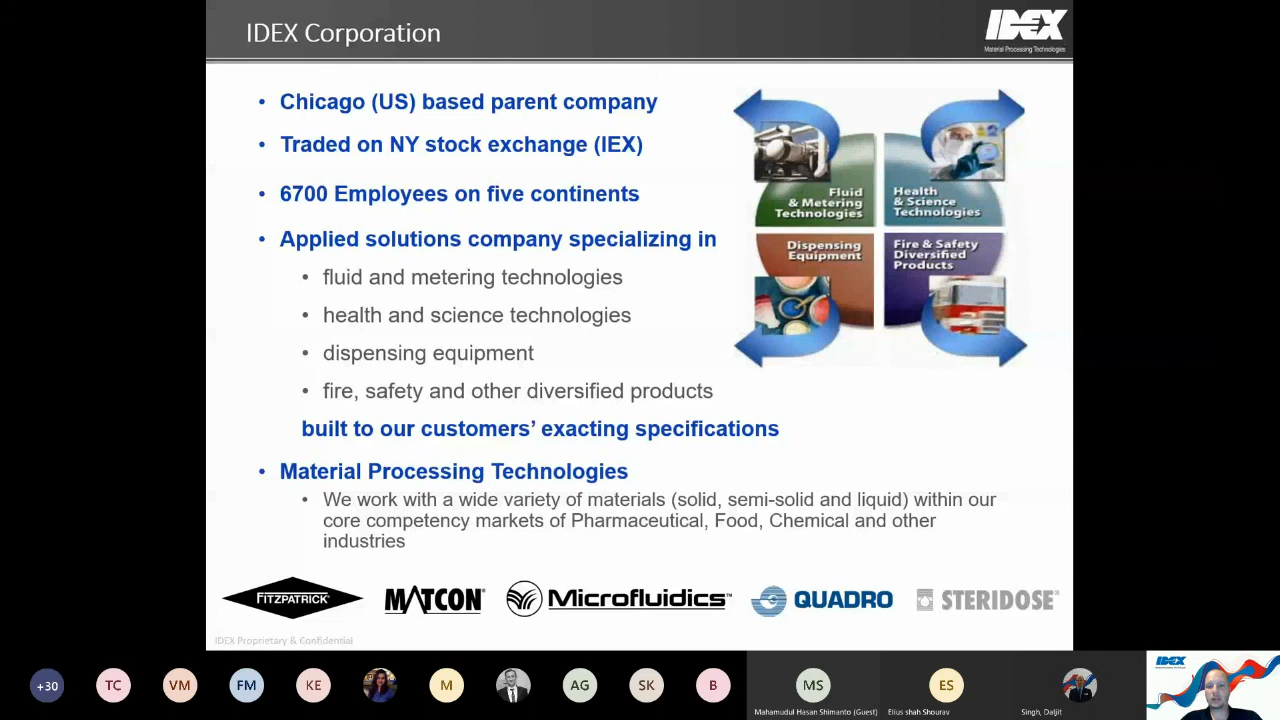 IDEX Corporation
IDEX
Material Processing Technologies
• Chicago (US) based parent company
• Traded on NY stock exchange (IEX)
• 6700 Employees on five continents
• Applied solutions company specializing in
• fluid and metering technologies
• health and science technologies
• dispensing equipment
• fire, safety and other diversified products
built to our customers’ exacting specifications
Fluid
& Metering
Technologies
Health
& Science
Technologies
Dispensing
Equipment
Fire & Safety
Diversified
Products
• Material Processing Technologies
• We work with a wide variety of materials (solid, semi-solid and liquid) within our
core competency markets of Pharmaceutical, Food, Chemical and other
industries
FITZPATRICK®
MATCON®
Microfluidics™
QUADRO
STERIDOSE®
IDEX Proprietary & Confidential
+30
TC
VM
FM
KE
M
AG
SK
B
MS
Mahamudul Hasan Shimanto (Guest)
ES
Elius shah Shourav
Singh, Daljit
IDEX